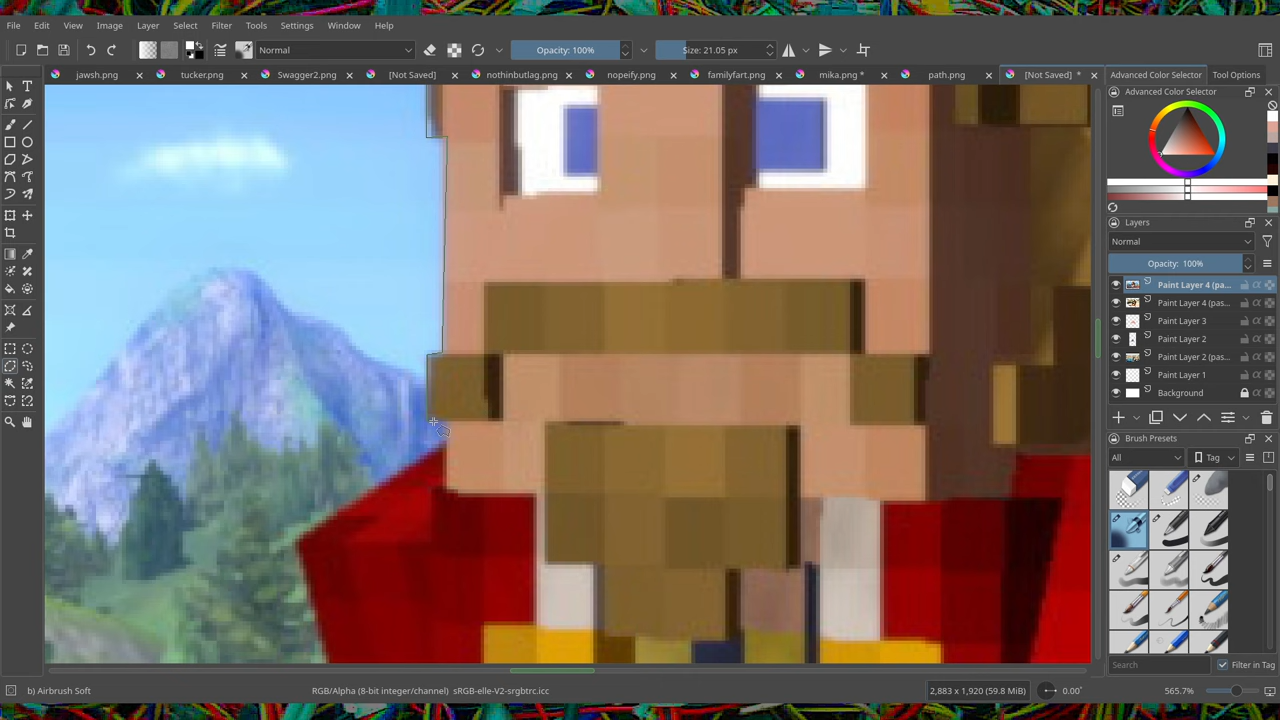 File Edit View Image Layer Select Filter Tools Settings Window Help
Normal Opacity: 100% Size: 21.05 px
jawsh.png tucker.png Swagger2.png [Not Saved] nothinbutlag.png nopeify.png familyfart.png mika.png * path.png [Not Saved] * Advanced Color Selector Tool Options
Advanced Color Selector
Layers
Normal
Opacity: 100%
Paint Layer 4 (pa...
Paint Layer 4 (pas...
Paint Layer 3
Paint Layer 2
Paint Layer 2 (pas...
Paint Layer 1
Background
Brush Presets
All Tag
Search Filter in Tag
b) Airbrush Soft RGB/Alpha (8-bit integer/channel) sRGB-elle-V2-srgbtrc.icc 2,883 x 1,920 (59.8 MiB) 0.00° 565.7%